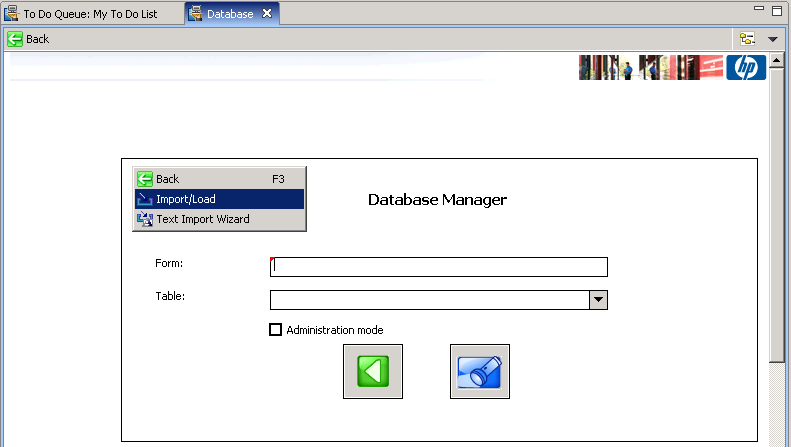 To Do Queue: My To Do List Database
Back
hp
Back F3
Import/Load
Text Import Wizard
Database Manager
Form:
Table:
Administration mode